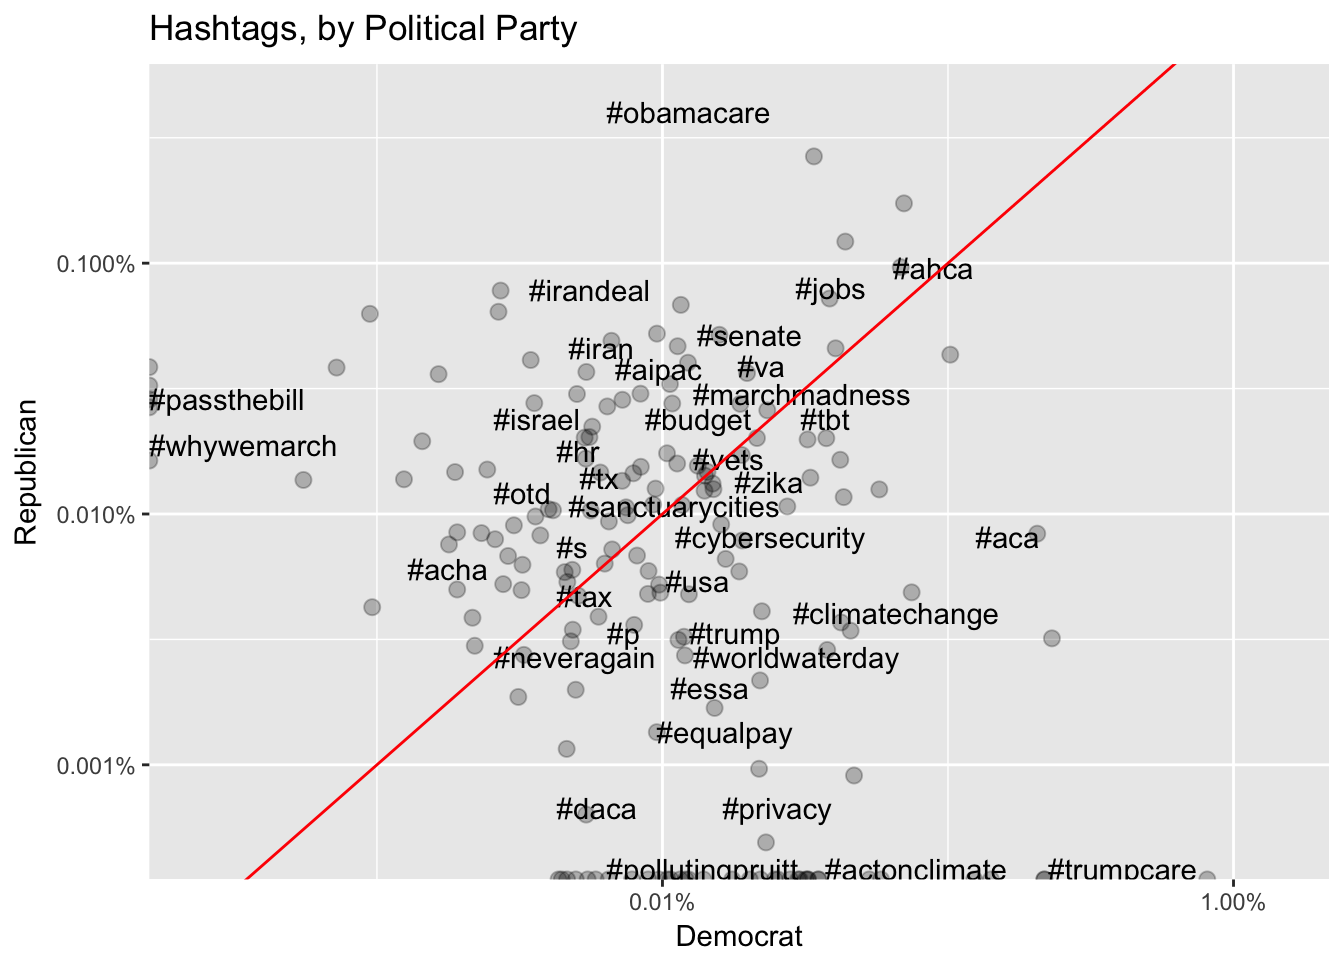 Hashtags, by Political Party
#obamacare
0.100%
#ahca
#irandeal
#jobs
#senate
#iran
#va
#aipac
#marchmadness
#passthebill
#israel
#budget
#tbt
#whywemarch
#hr
#vets
#tx
#zika
#otd
#sanctuarycities
0.010%
#s
#cybersecurity
#aca
#acha
#usa
#tax
#climatechange
#p
#trump
#neveragain
#worldwaterday
#essa
#equalpay
0.001%
#daca
#privacy
#pollutingpruitt
#actonclimate
#trumpcare
0.01%
1.00%
Democrat
Republican